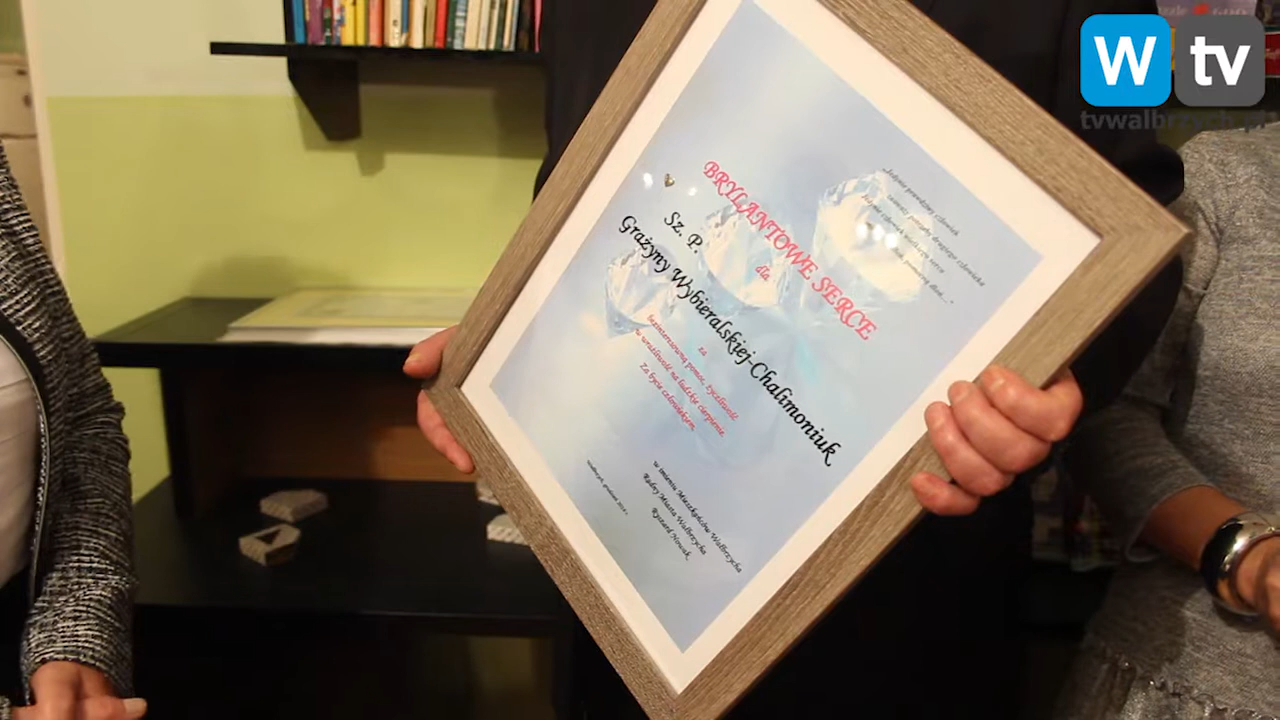 W tv
tvwalbrzych.pl
BRYLANTOWE SERCE
dla
Sz. P.
Grażyny Wybieralskiej-Chalimoniuk
za
bezinteresowną pomoc, życzliwość
w wrażliwość na ludzkie cierpienie.
Za bycie człowiekiem.
w imieniu Mieszkańców Wałbrzycha
Radny Miasta Wałbrzycha
Ryszard Nowak